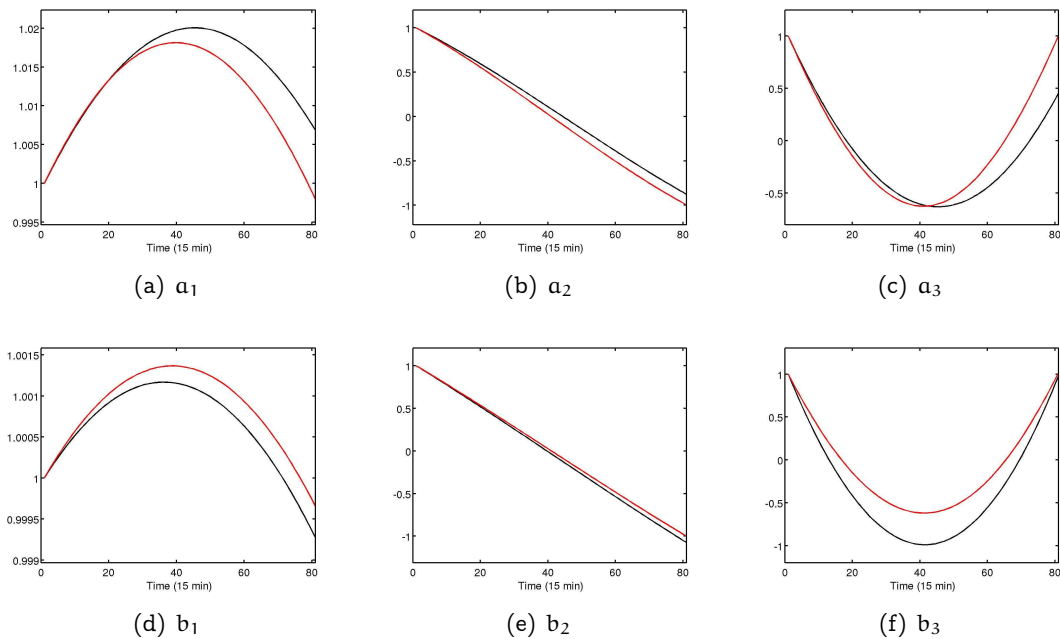 1.02
1.015
1.01
1.005
1
0.995
0 20 40 60 80
Time (15 min)
(a) a₁
1
0.5
0
-0.5
-1
0 20 40 60 80
Time (15 min)
(b) a₂
1
0.5
0
-0.5
0 20 40 60 80
Time (15 min)
(c) a₃
1.0015
1.001
1.0005
1
0.9995
0.999
0 20 40 60 80
Time (15 min)
(d) b₁
1
0.5
0
-0.5
-1
0 20 40 60 80
Time (15 min)
(e) b₂
1
0.5
0
-0.5
-1
0 20 40 60 80
Time (15 min)
(f) b₃